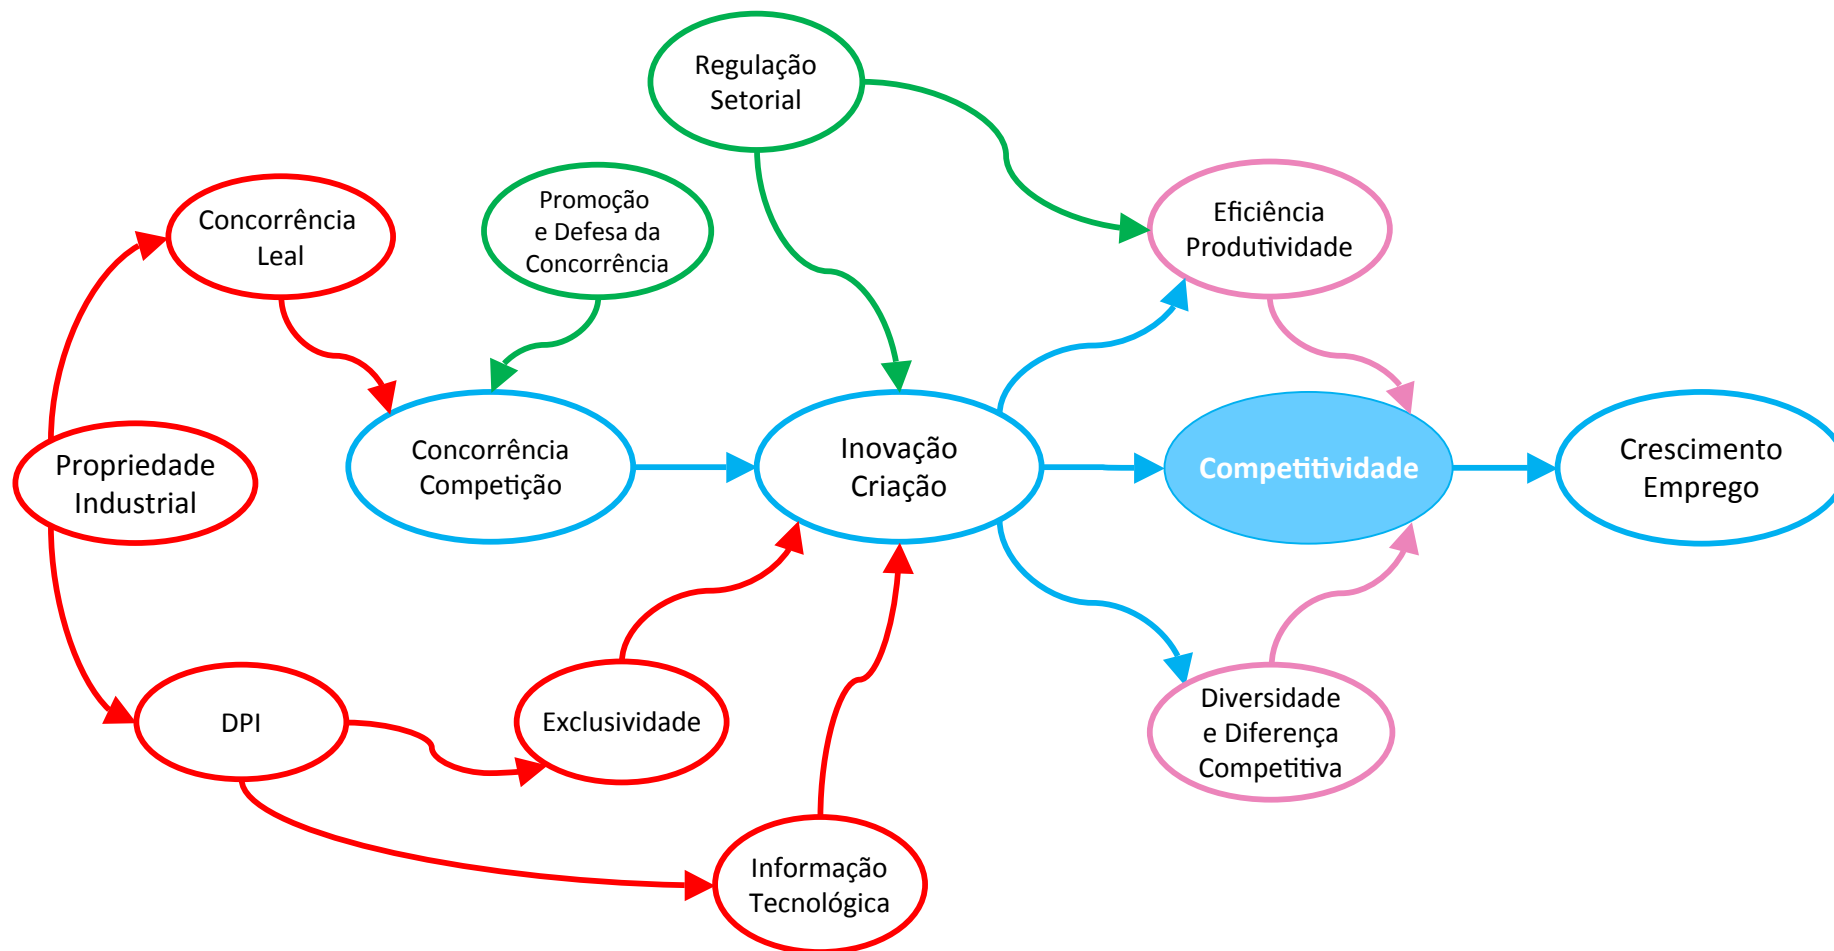 Regulação
Setorial
Concorrência
Leal
Promoção
e Defesa da
Concorrência
Eficiência
Produtividade
Propriedade
Industrial
Concorrência
Competição
Inovação
Criação
Competitividade
Crescimento
Emprego
DPI
Exclusividade
Diversidade
e Diferença
Competitiva
Informação
Tecnológica